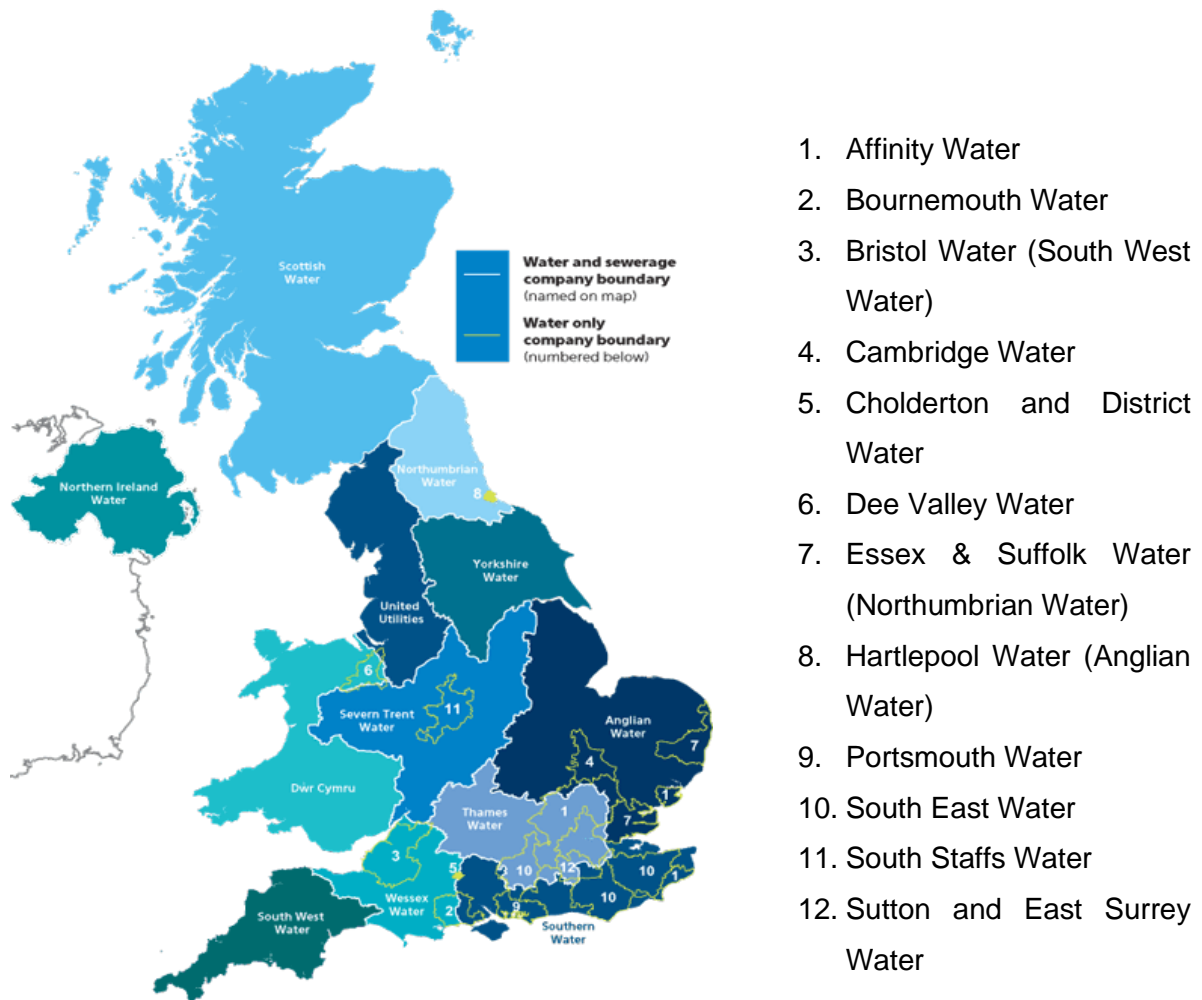 Scottish
Water
Water and sewerage
company boundary
(named on map)
Water only
company boundary
(numbered below)
Northumbrian
Water
8
Northern Ireland
Water
Yorkshire
Water
United
Utilities
6
11
Severn Trent
Water
Anglian
Water
7
4
1
Dŵr Cymru
Thames
Water
1
7
3
5
10
12
10
1
Wessex
Water
2
9
10
South West
Water
Southern
Water
1. Affinity Water
2. Bournemouth Water
3. Bristol Water (South West
Water)
4. Cambridge Water
5. Cholderton and District
Water
6. Dee Valley Water
7. Essex & Suffolk Water
(Northumbrian Water)
8. Hartlepool Water (Anglian
Water)
9. Portsmouth Water
10. South East Water
11. South Staffs Water
12. Sutton and East Surrey
Water